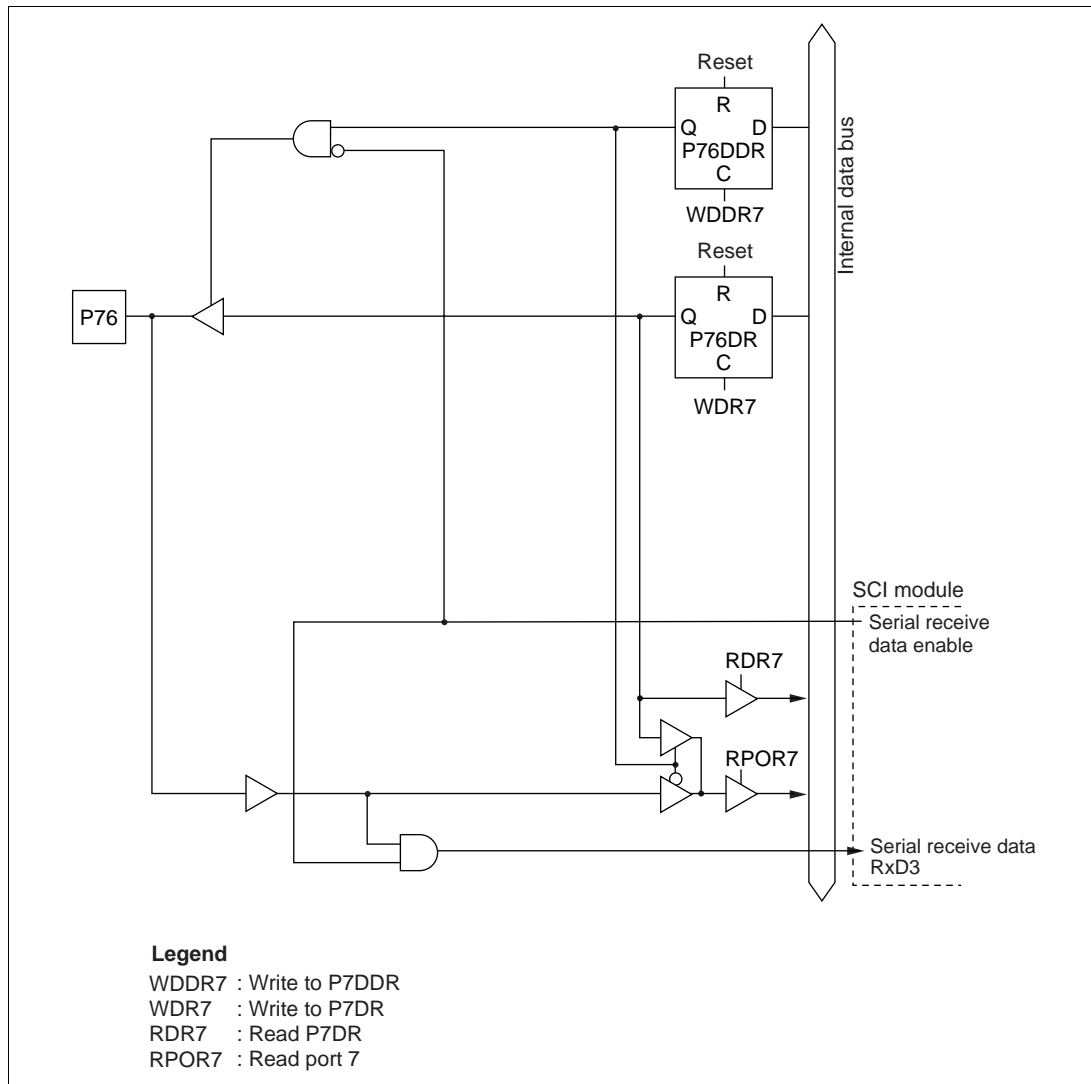 Reset
R
Q D
P76DDR
C
WDDR7
Internal data bus
Reset
R
Q D
P76DR
C
WDR7
P76
SCI module
Serial receive
data enable
RDR7
RPOR7
Serial receive data
RxD3
Legend
WDDR7 : Write to P7DDR
WDR7 : Write to P7DR
RDR7 : Read P7DR
RPOR7 : Read port 7